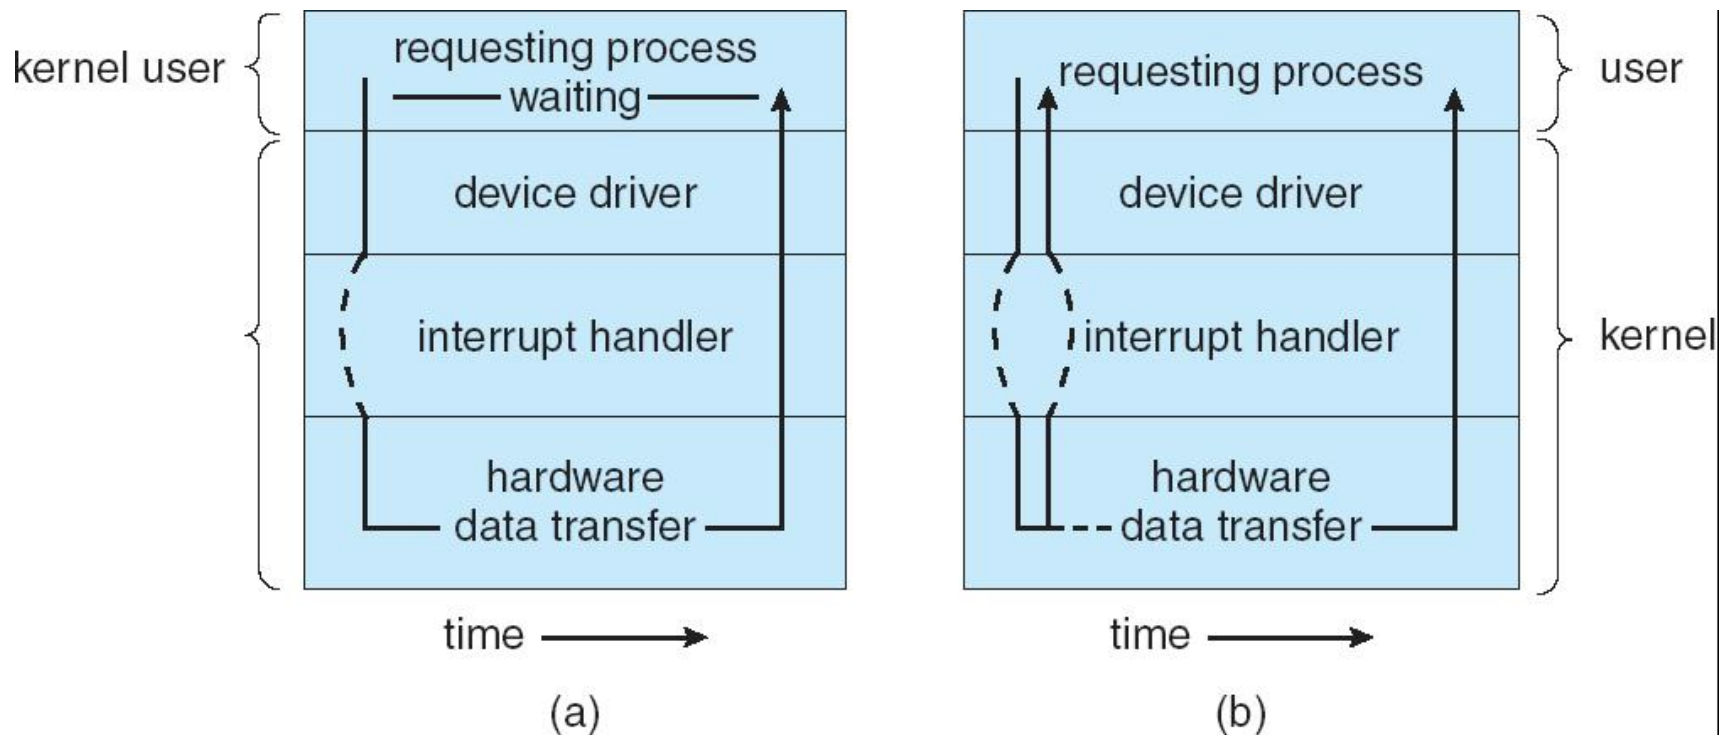 kernel user
requesting process
waiting
device driver
interrupt handler
hardware
data transfer
time
(a)
requesting process
device driver
interrupt handler
hardware
data transfer
time
(b)
user
kernel